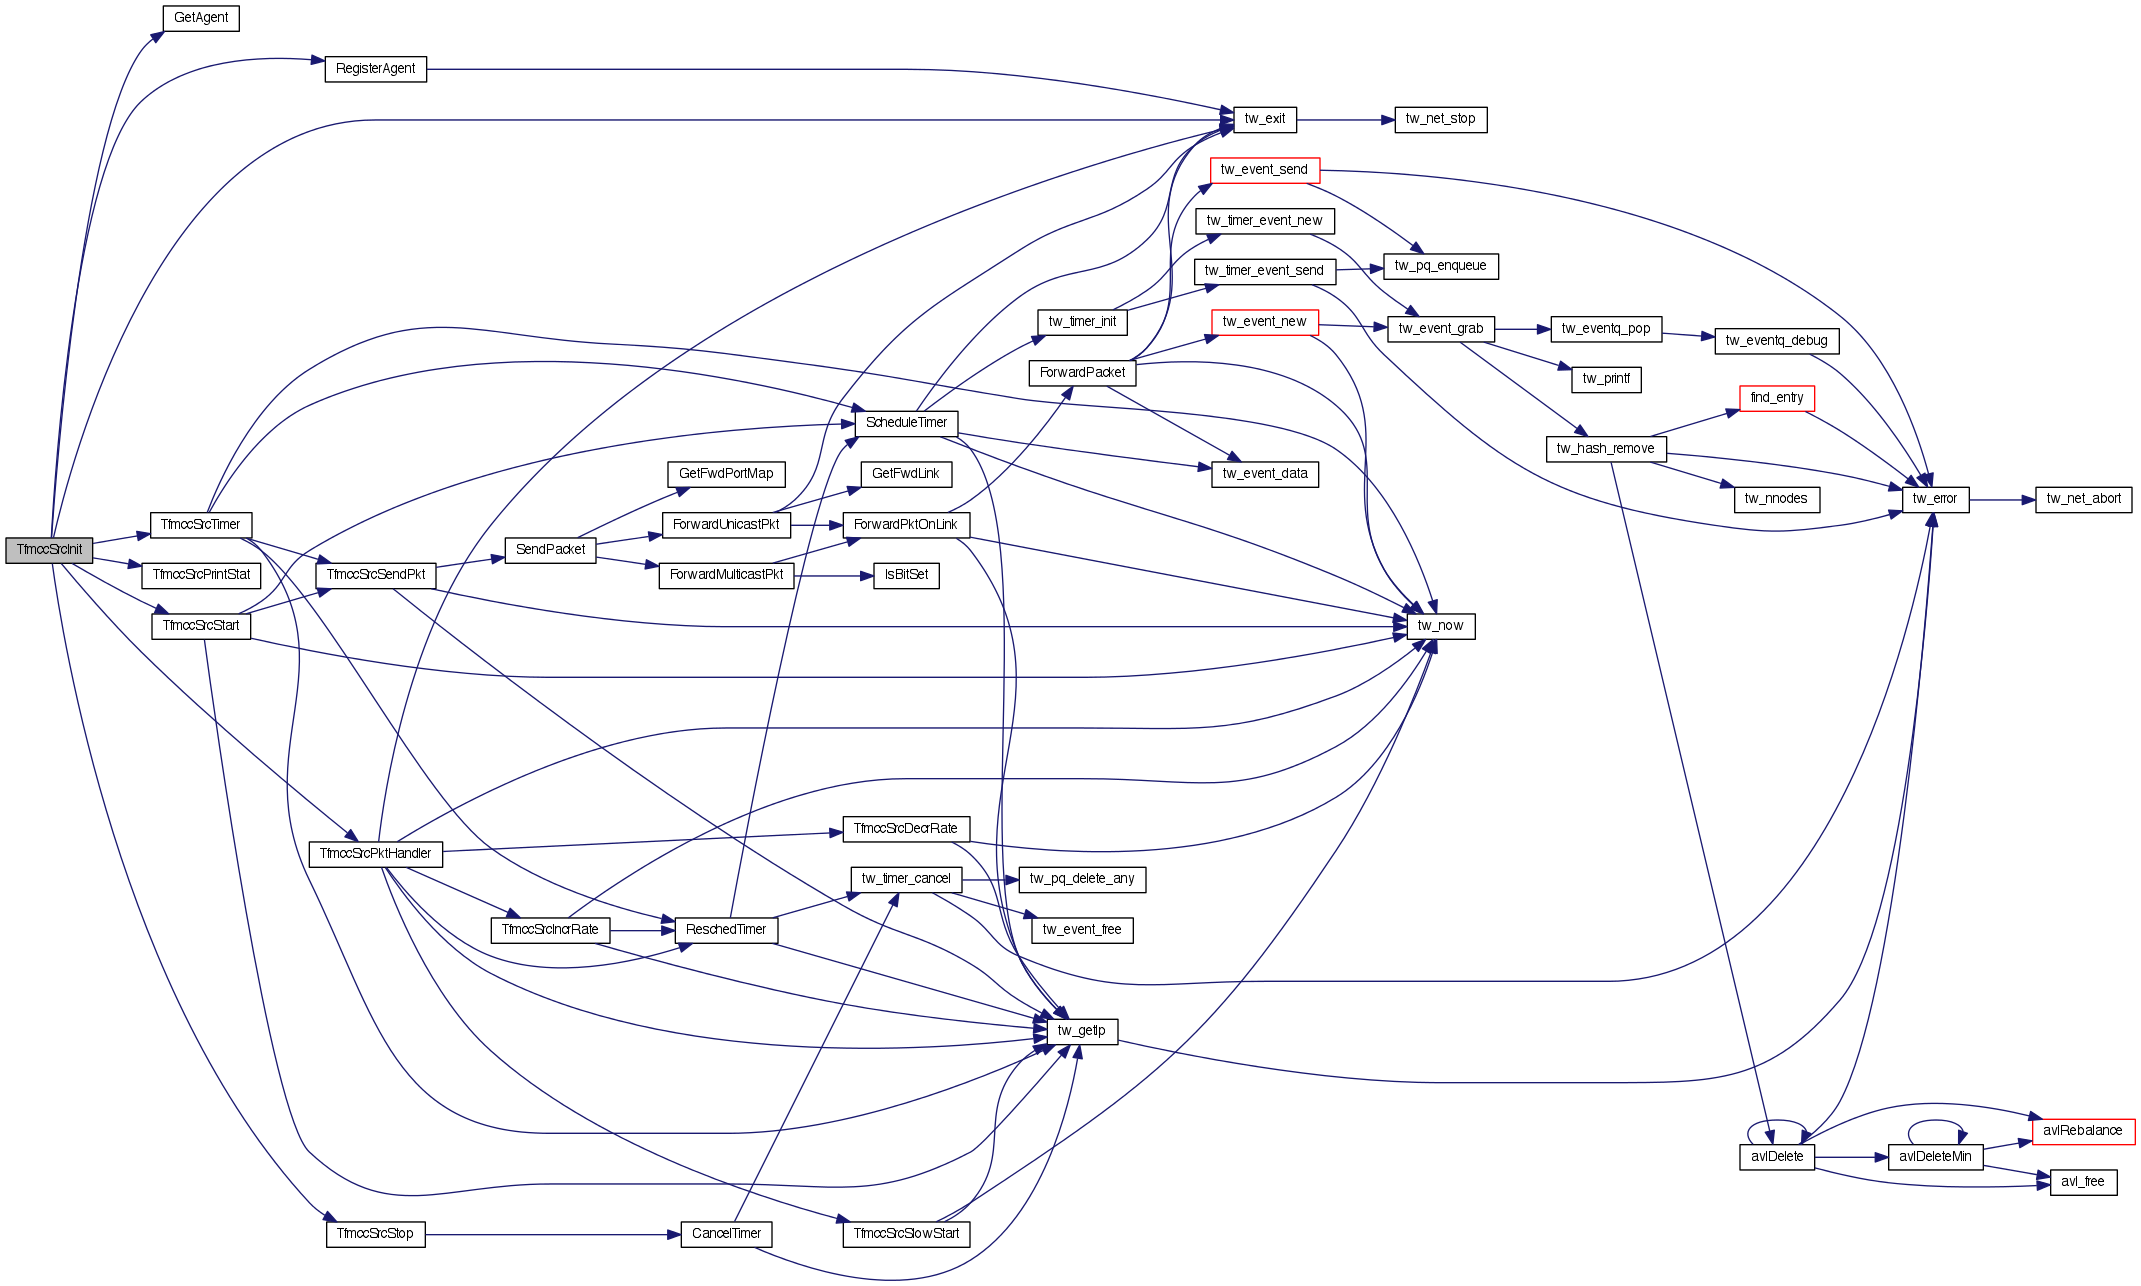 GetAgent
RegisterAgent
tw_exit
tw_net_stop
tw_event_send
tw_timer_event_new
tw_pq_enqueue
tw_timer_event_send
tw_timer_init
tw_event_new
tw_event_grab
tw_eventq_pop
tw_eventq_debug
ForwardPacket
tw_printf
find_entry
ScheduleTimer
tw_hash_remove
GetFwdPortMap
GetFwdLink
tw_event_data
tw_nnodes
tw_error
tw_net_abort
TfmccSrcTimer
ForwardUnicastPkt
ForwardPktOnLink
TfmccSrcInit
SendPacket
TfmccSrcPrintStat
TfmccSrcSendPkt
ForwardMulticastPkt
IsBitSet
TfmccSrcStart
tw_now
TfmccSrcDecrRate
TfmccSrcPktHandler
tw_timer_cancel
tw_pq_delete_any
TfmccSrcIncrRate
ReschedTimer
tw_event_free
tw_getlp
avlRebalance
avlDelete
avlDeleteMin
avl_free
TfmccSrcStop
CancelTimer
TfmccSrcSlowStart